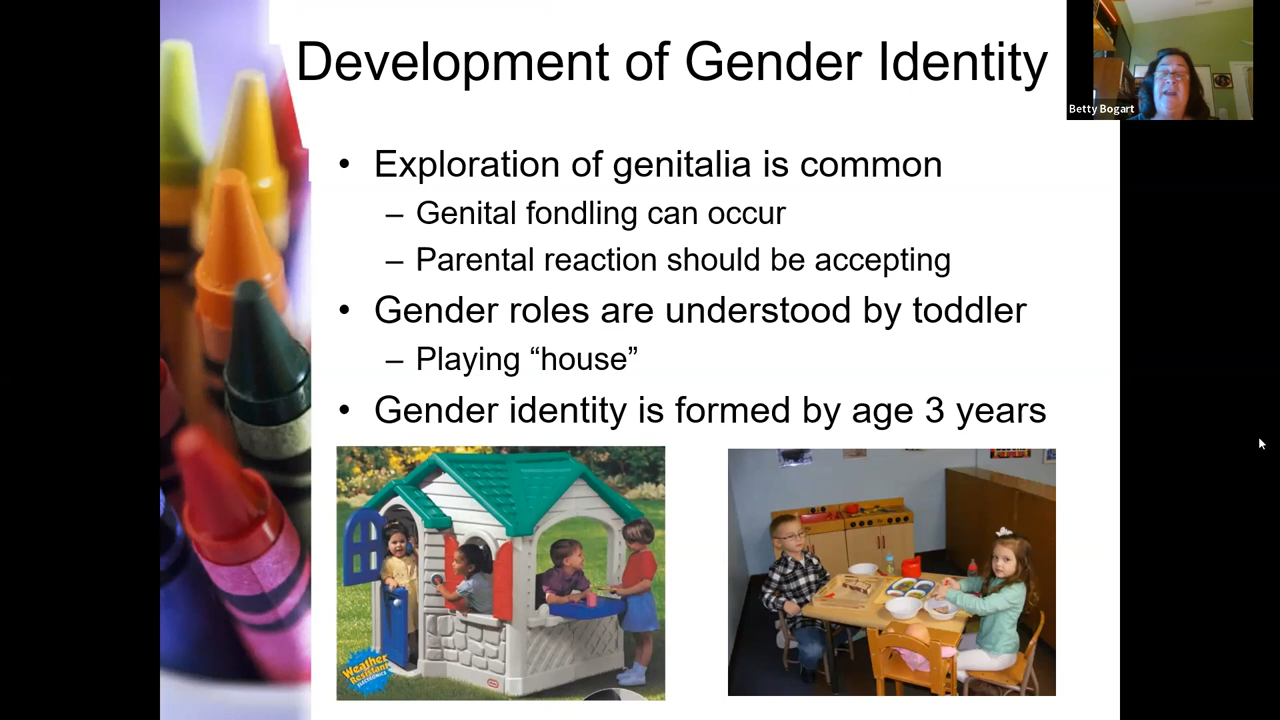 Development of Gender Identity
Betty Bogart
• Exploration of genitalia is common
– Genital fondling can occur
– Parental reaction should be accepting
• Gender roles are understood by toddler
– Playing “house”
• Gender identity is formed by age 3 years
Weather
Resistant
ELECTRONICS